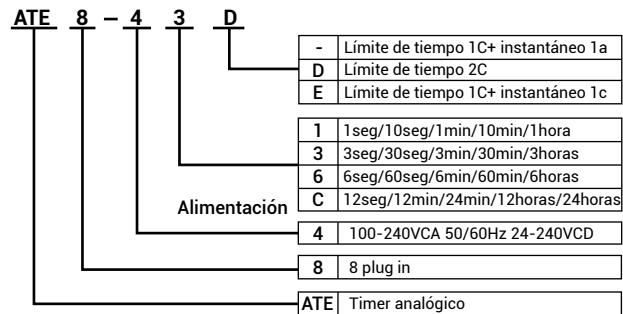 ATE 8 - 4 3 D
- Límite de tiempo 1C+ instantáneo 1a
D Límite de tiempo 2C
E Límite de tiempo 1C+ instantáneo 1c
1 1seg/10seg/1min/10min/1hora
3 3seg/30seg/3min/30min/3horas
6 6seg/60seg/6min/60min/6horas
C 12seg/12min/24min/12horas/24horas
Alimentación
4 100-240VCA 50/60Hz 24-240VCD
8 8 plug in
ATE Timer analógico